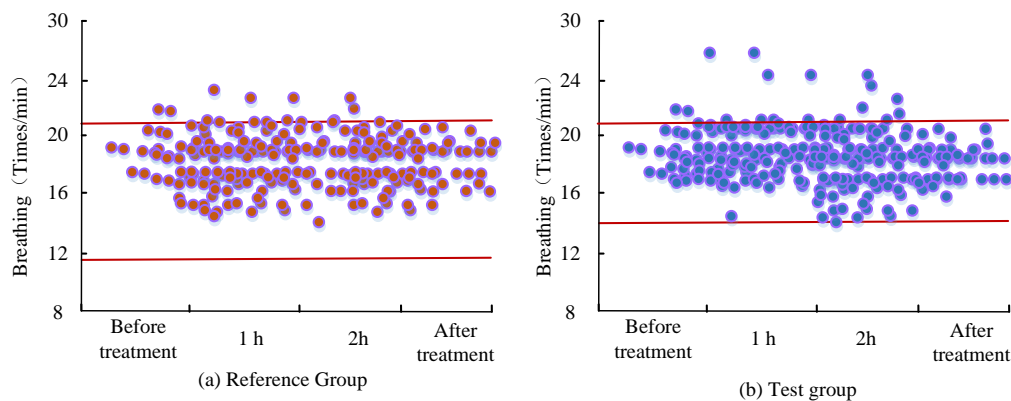 30
24
20
16
12
8
Breathing（Times/min）
Before
treatment
1 h
2h
After
treatment
(a) Reference Group
30
24
20
16
12
8
Breathing（Times/min）
Before
treatment
1 h
2h
After
treatment
(b) Test group